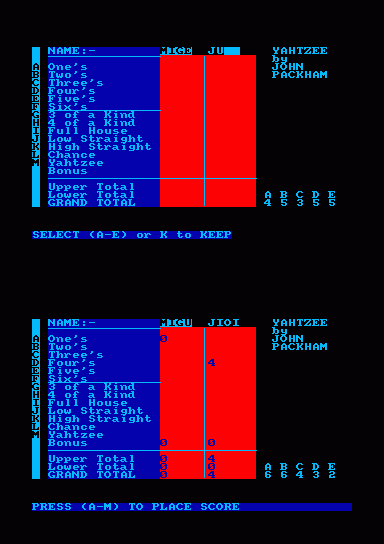 NAME:- MIGE JU YAHTZEE
by
A One's JOHN
B Two's PACKHAM
C Three's
D Four's
E Five's
F Six's
G 3 of a Kind
H 4 of a Kind
I Full House
J Low Straight
K High Straight
L Chance
M Yahtzee
Bonus
Upper Total
Lower Total A B C D E
GRAND TOTAL 4 5 3 5 5
SELECT (A-E) or K to KEEP
NAME:- MIGU JIOI YAHTZEE
by
A One's 0 JOHN
B Two's PACKHAM
C Three's
D Four's 4
E Five's
F Six's
G 3 of a Kind
H 4 of a Kind
I Full House
J Low Straight
K High Straight
L Chance
M Yahtzee
Bonus 0 0
Upper Total 0 4
Lower Total 0 0 A B C D E
GRAND TOTAL 0 4 6 6 4 3 2
PRESS (A-M) TO PLACE SCORE